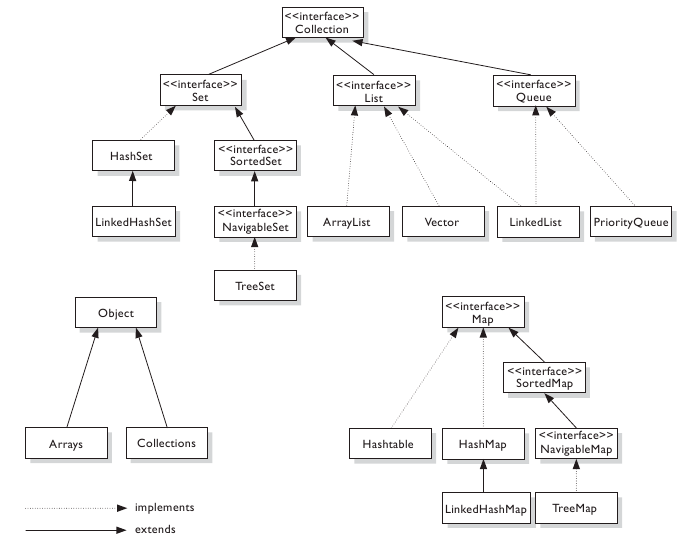 <<interface>>
Collection
<<interface>>
Set
<<interface>>
List
<<interface>>
Queue
HashSet
<<interface>>
SortedSet
LinkedHashSet
<<interface>>
NavigableSet
ArrayList
Vector
LinkedList
PriorityQueue
TreeSet
Object
<<interface>>
Map
<<interface>>
SortedMap
Arrays
Collections
Hashtable
HashMap
<<interface>>
NavigableMap
LinkedHashMap
TreeMap
implements
extends